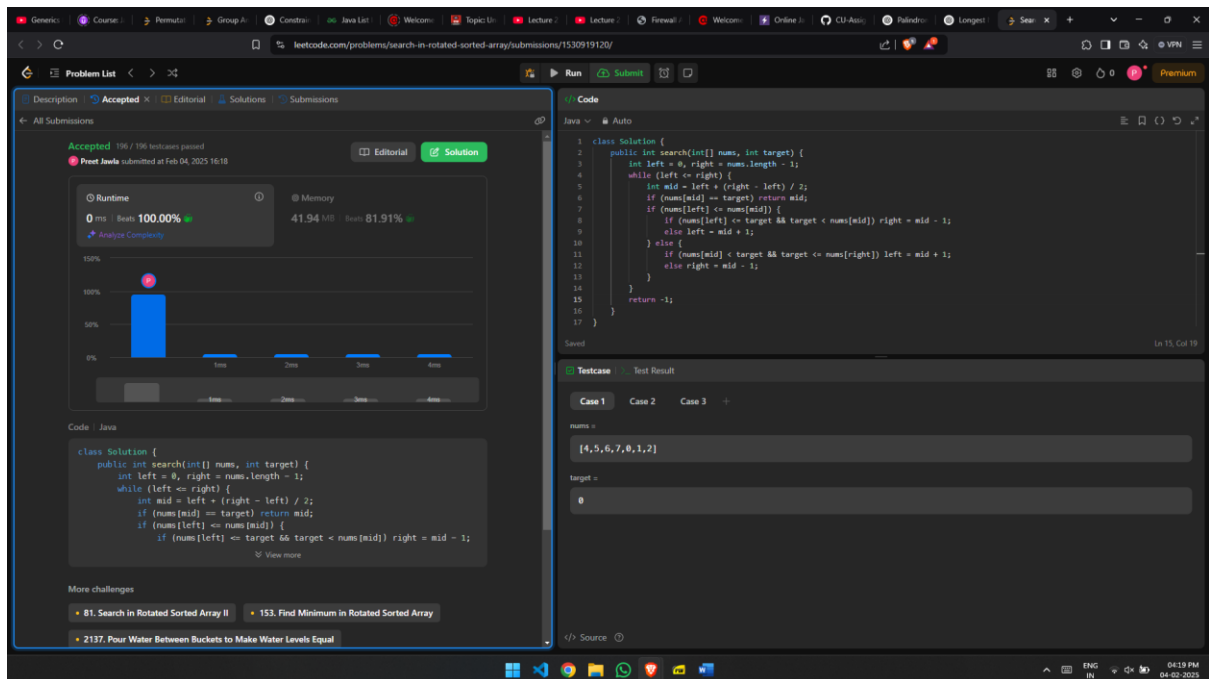 Generics
Course:
Permutat
Group A
Constrain
Java List
Welcome
Topic Un
Lecture 2
Lecture 2
Firewall /
Welcome
Online Ja
CU-Assig
Palindro
Longest
Sear
leetcode.com/problems/search-in-rotated-sorted-array/submissions/1530919120/
VPN
Problem List
Run
Submit
0
P
Premium
Description
Accepted
Editorial
Solutions
Submissions
All Submissions
Accepted 196 / 196 testcases passed
Preet Jawla submitted at Feb 04, 2025 16:18
Editorial
Solution
Runtime
0 ms Beats 100.00%
Analyze Complexity
Memory
41.94 MB Beats 81.91%
150%
100%
50%
0%
P
1ms 2ms 3ms 4ms
1ms 2ms 3ms 4ms
Code Java
class Solution {
public int search(int[] nums, int target) {
int left = 0, right = nums.length - 1;
while (left <= right) {
int mid = left + (right - left) / 2;
if (nums[mid] == target) return mid;
if (nums[left] <= nums[mid]) {
if (nums[left] <= target && target < nums[mid]) right = mid - 1;
View more
More challenges
81. Search in Rotated Sorted Array II
153. Find Minimum in Rotated Sorted Array
2137. Pour Water Between Buckets to Make Water Levels Equal
</> Code
Java Auto
1 class Solution {
2 public int search(int[] nums, int target) {
3 int left = 0, right = nums.length - 1;
4 while (left <= right) {
5 int mid = left + (right - left) / 2;
6 if (nums[mid] == target) return mid;
7 if (nums[left] <= nums[mid]) {
8 if (nums[left] <= target && target < nums[mid]) right = mid - 1;
9 else left = mid + 1;
10 } else {
11 if (nums[mid] < target && target <= nums[right]) left = mid + 1;
12 else right = mid - 1;
13 }
14 }
15 return -1;
16 }
17 }
Saved
Ln 15, Col 19
Testcase
Test Result
Case 1 Case 2 Case 3 +
nums =
[4,5,6,7,0,1,2]
target =
0
</> Source
ENG
IN
04:19 PM
04-02-2025